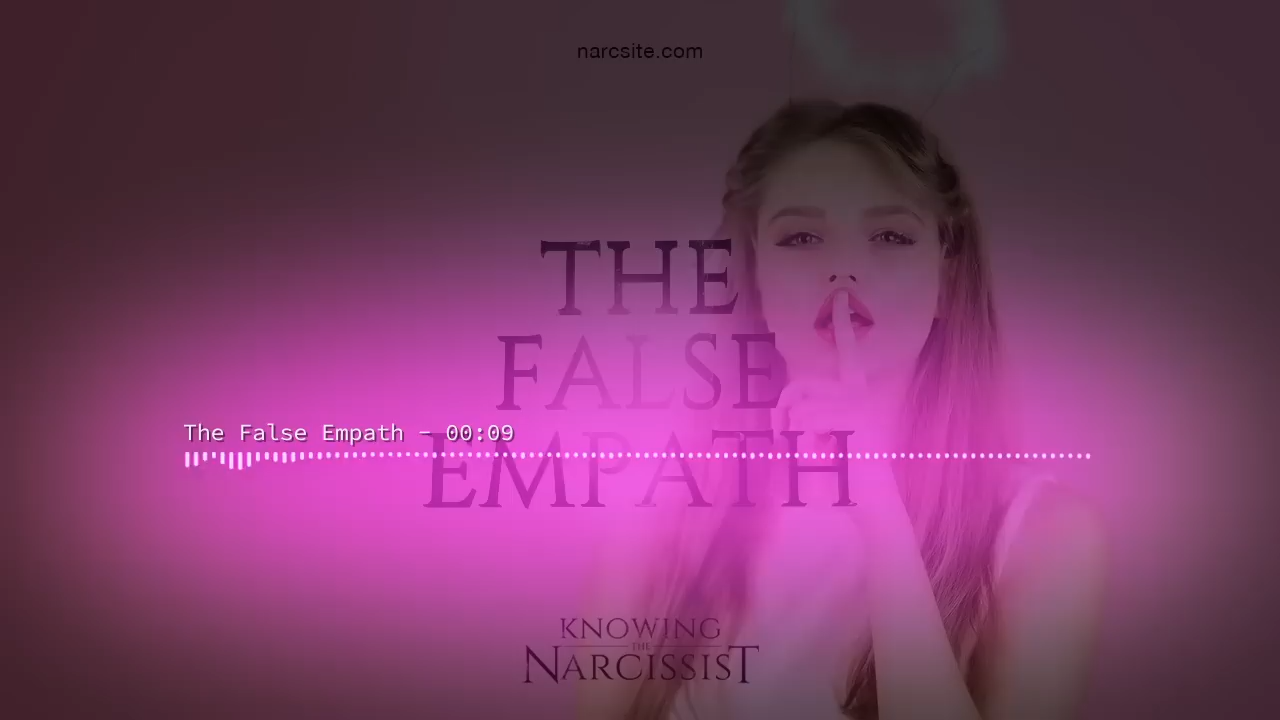 narcsite.com
THE
FALSE
The False Empath - 00:09
EMPATH
KNOWING
THE
NARCISSIST